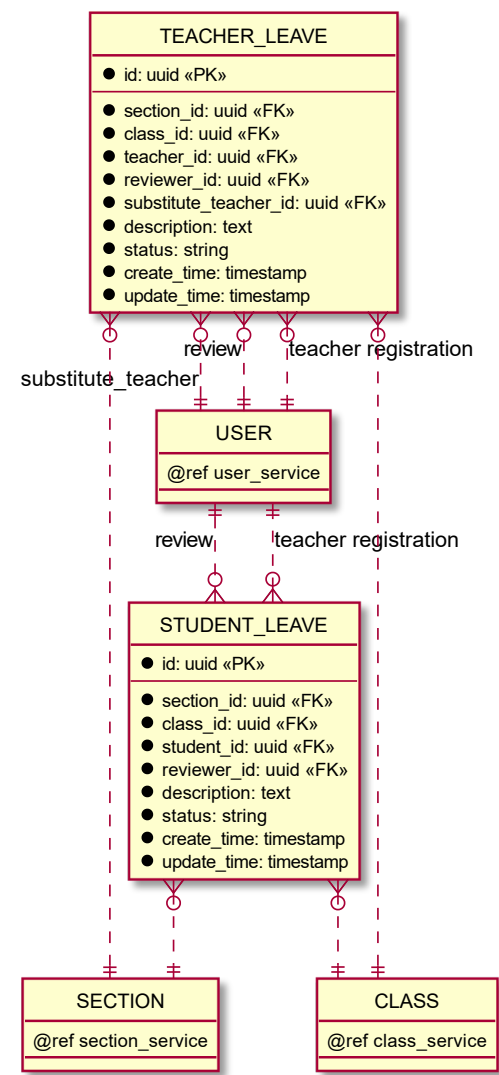 TEACHER_LEAVE
id: uuid «PK»
section_id: uuid «FK»
class_id: uuid «FK»
teacher_id: uuid «FK»
reviewer_id: uuid «FK»
substitute_teacher_id: uuid «FK»
description: text
status: string
create_time: timestamp
update_time: timestamp
review
teacher registration
substitute_teacher
USER
@ref user_service
review
teacher registration
STUDENT_LEAVE
id: uuid «PK»
section_id: uuid «FK»
class_id: uuid «FK»
student_id: uuid «FK»
reviewer_id: uuid «FK»
description: text
status: string
create_time: timestamp
update_time: timestamp
SECTION
@ref section_service
CLASS
@ref class_service